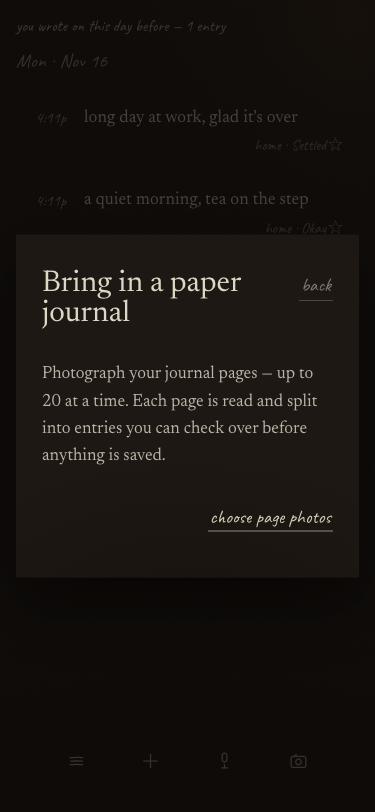 you wrote on this day before — 1 entry
Mon · Nov 16
4:11p long day at work, glad it's over
home · Settled ☆
4:11p a quiet morning, tea on the step
home · Okay ☆
Bring in a paper
journal
back
Photograph your journal pages — up to
20 at a time. Each page is read and split
into entries you can check over before
anything is saved.
choose page photos